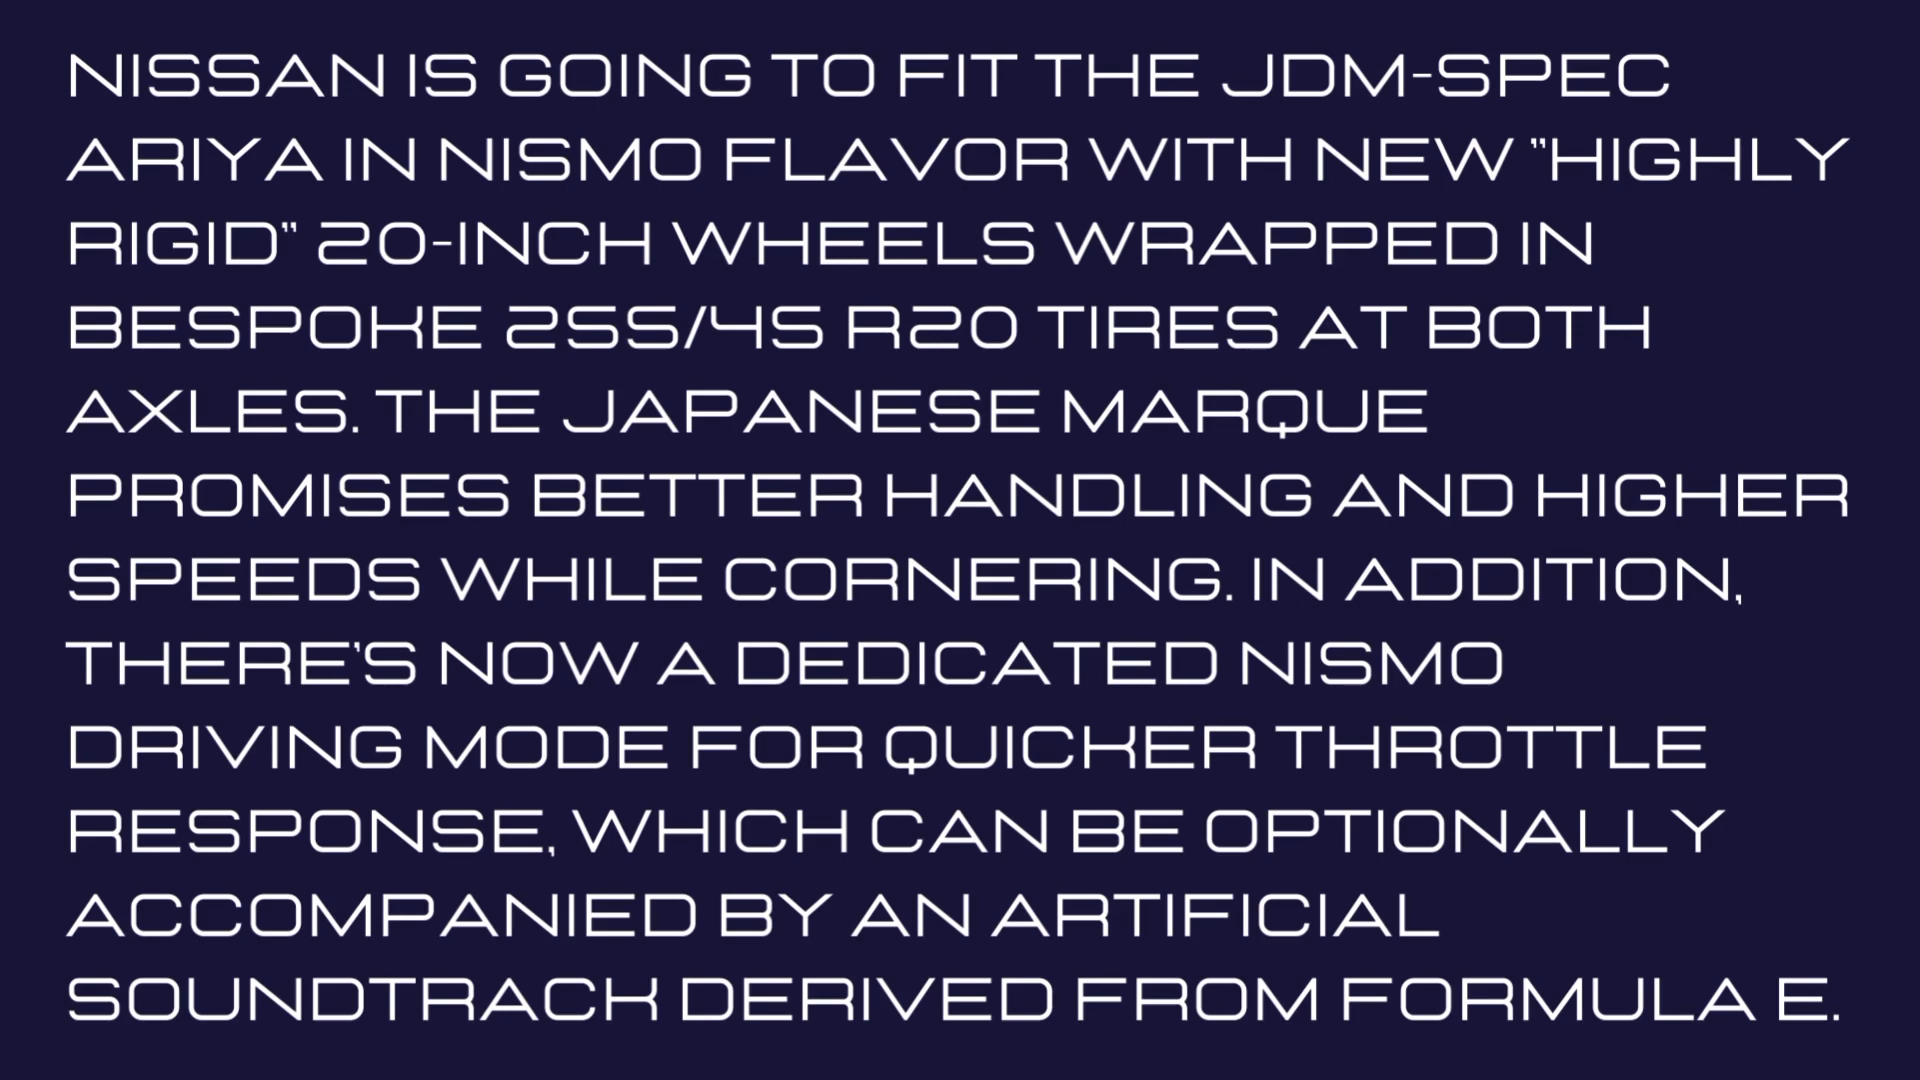 NISSAN IS GOING TO FIT THE JDM-SPEC
ARIYA IN NISMO FLAVOR WITH NEW "HIGHLY
RIGID" 20-INCH WHEELS WRAPPED IN
BESPOKE 255/45 R20 TIRES AT BOTH
AXLES. THE JAPANESE MARQUE
PROMISES BETTER HANDLING AND HIGHER
SPEEDS WHILE CORNERING. IN ADDITION,
THERE'S NOW A DEDICATED NISMO
DRIVING MODE FOR QUICKER THROTTLE
RESPONSE, WHICH CAN BE OPTIONALLY
ACCOMPANIED BY AN ARTIFICIAL
SOUNDTRACK DERIVED FROM FORMULA E.